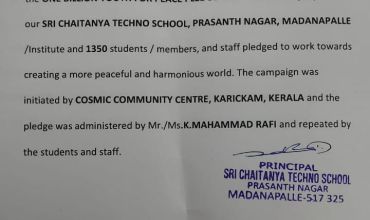 our SRI CHAITANYA TECHNO SCHOOL, PRASANTH NAGAR, MADANAPALLE
/Institute and 1350 students / members, and staff pledged to work towards
creating a more peaceful and harmonious world. The campaign was
initiated by COSMIC COMMUNITY CENTRE, KARICKAM, KERALA and the
pledge was administered by Mr./Ms.K.MAHAMMAD RAFI and repeated by
the students and staff.
PRINCIPAL
SRI CHAITANYA TECHNO SCHOOL
PRASANTH NAGAR
MADANAPALLE-517 325